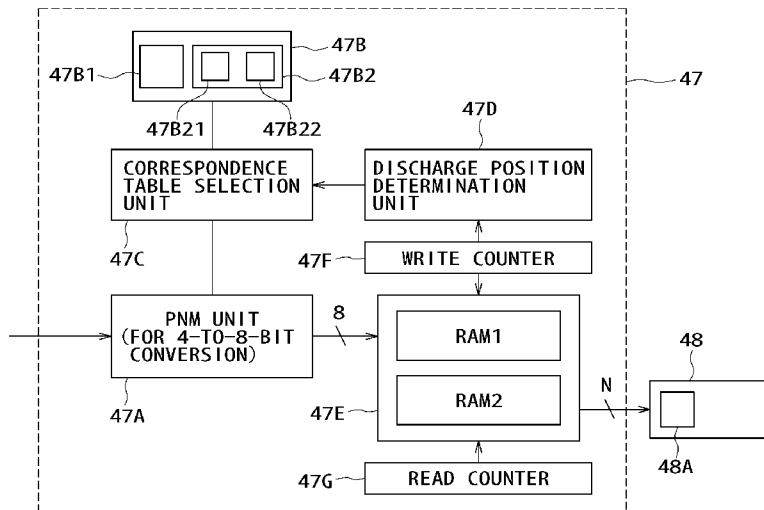 47B
47B1
47B2
47
47B21
47B22
47D
CORRESPONDENCE
TABLE SELECTION
UNIT
DISCHARGE POSITION
DETERMINATION
UNIT
47C
47F
WRITE COUNTER
PNM UNIT
(FOR 4-TO-8-BIT
CONVERSION)
8
RAM1
48
N
47A
47E
RAM2
48A
47G
READ COUNTER